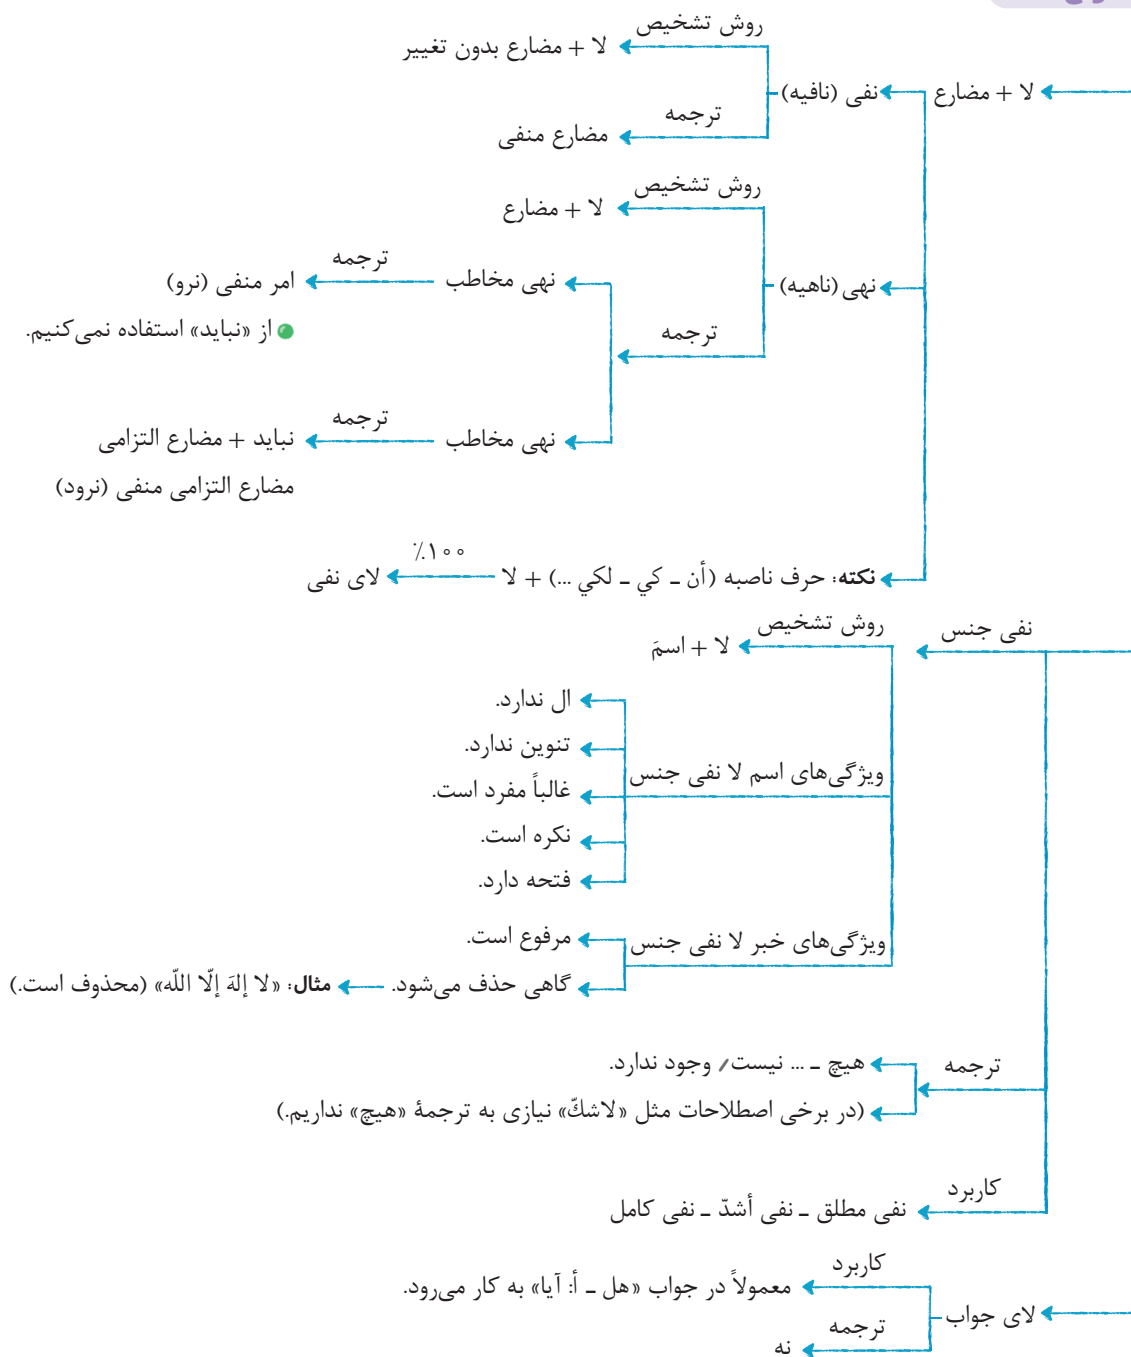 روش تشخیص
لا + مضارع بدون تغییر
لا + مضارع
نفی (نافیه)
ترجمه
مضارع منفی
روش تشخیص
لا + مضارع
نهی (ناهیه)
ترجمه
نهی مخاطب
ترجمه
امر منفی (نرو)
از «نباید» استفاده نمی‌کنیم.
نهی مخاطب
ترجمه
نباید + مضارع التزامی
مضارع التزامی منفی (نرود)
نکته: حرف ناصبه (أن ـ كي ـ لكي ...) + لا
٪۱۰۰
لای نفی
نفی جنس
روش تشخیص
لا + اسمَ
ویژگی‌های اسم لا نفی جنس
ال ندارد.
تنوین ندارد.
غالباً مفرد است.
نکره است.
فتحه دارد.
ویژگی‌های خبر لا نفی جنس
مرفوع است.
گاهی حذف می‌شود.
مثال: «لا إلهَ إلّا اللّه» (محذوف است.)
ترجمه
هیچ ـ ... نیست/ وجود ندارد.
(در برخی اصطلاحات مثل «لاشكّ» نیازی به ترجمهٔ «هیچ» نداریم.)
کاربرد
نفی مطلق ـ نفی أشدّ ـ نفی کامل
لای جواب
کاربرد
معمولاً در جواب «هل ـ أ: آیا» به کار می‌رود.
ترجمه
نه